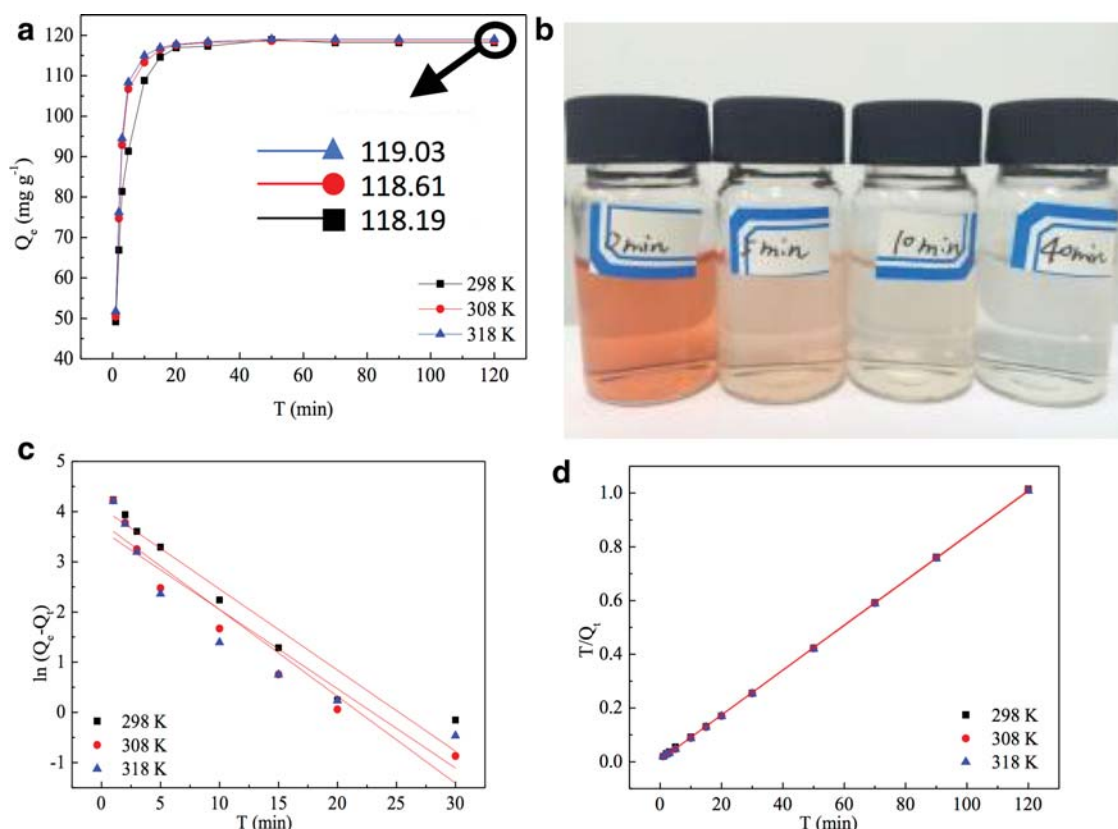 a
120
110
100
90
80
70
60
50
40
Qe (mg g⁻¹)
119.03
118.61
118.19
298 K
308 K
318 K
0 20 40 60 80 100 120
T (min)
b
0min
5min
10min
40min
c
5
4
3
2
1
0
-1
ln (Qe-Qt)
298 K
308 K
318 K
0 5 10 15 20 25 30
T (min)
d
1.0
0.8
0.6
0.4
0.2
0.0
T/Qt
298 K
308 K
318 K
0 20 40 60 80 100 120
T (min)